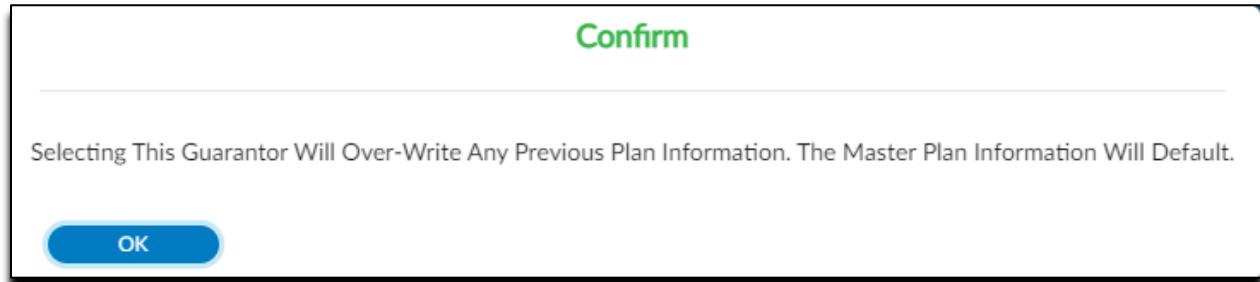 Confirm
Selecting This Guarantor Will Over-Write Any Previous Plan Information. The Master Plan Information Will Default.
OK